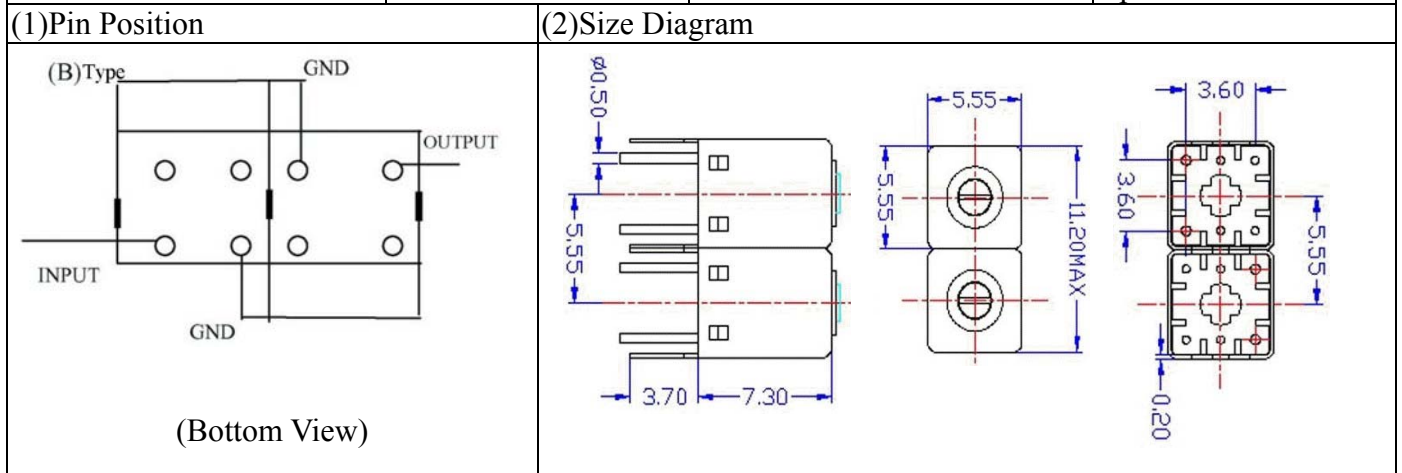 (1)Pin Position
(2)Size Diagram
(B)Type
GND
OUTPUT
INPUT
GND
(Bottom View)
ø0.50
5.55
3.70
7.30
5.55
5.55
11.20MAX
3.60
3.60
5.55
0.20